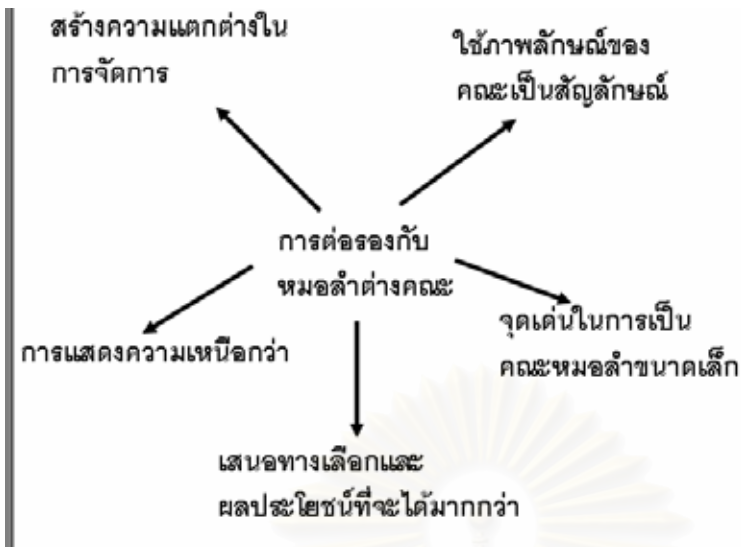 สร้างความแตกต่างใน
การจัดการ
ใช้ภาพลักษณ์ของ
คณะเป็นสัญลักษณ์
การต่อรองกับ
หมอลำต่างคณะ
การแสดงความเหนือกว่า
จุดเด่นในการเป็น
คณะหมอลำขนาดเล็ก
เสนอทางเลือกและ
ผลประโยชน์ที่จะได้มากกว่า